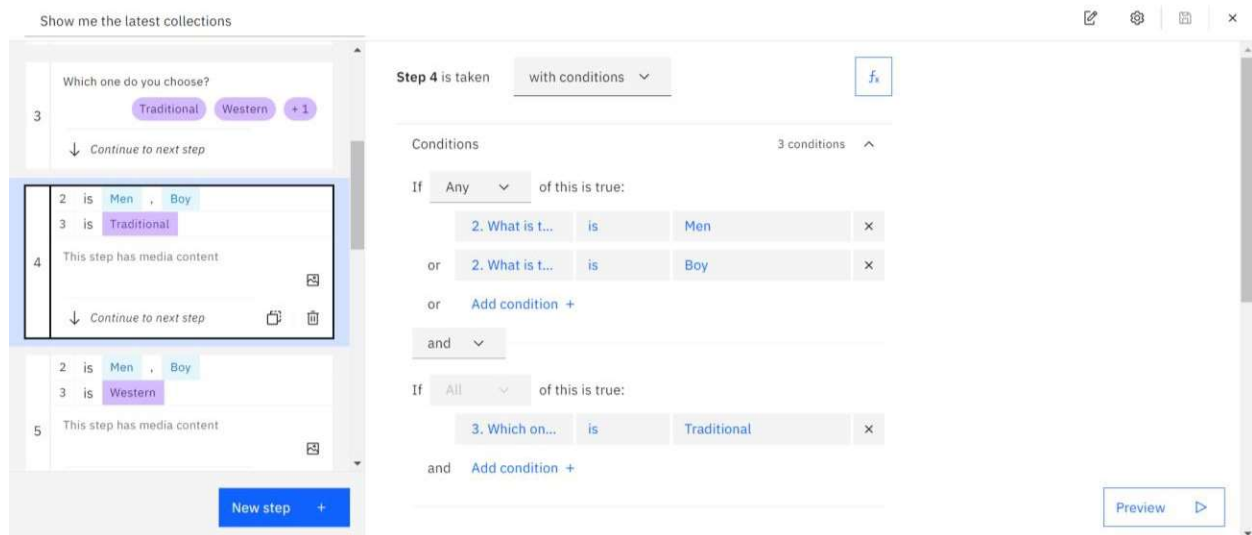 Show me the latest collections
3
Which one do you choose?
Traditional Western + 1
Continue to next step
4
2 is Men , Boy
3 is Traditional
This step has media content
Continue to next step
5
2 is Men , Boy
3 is Western
This step has media content
New step +
Step 4 is taken with conditions
fx
Conditions 3 conditions
If Any of this is true:
2. What is t... is Men ×
or 2. What is t... is Boy ×
or Add condition +
and
If All of this is true:
3. Which on... is Traditional ×
and Add condition +
Preview